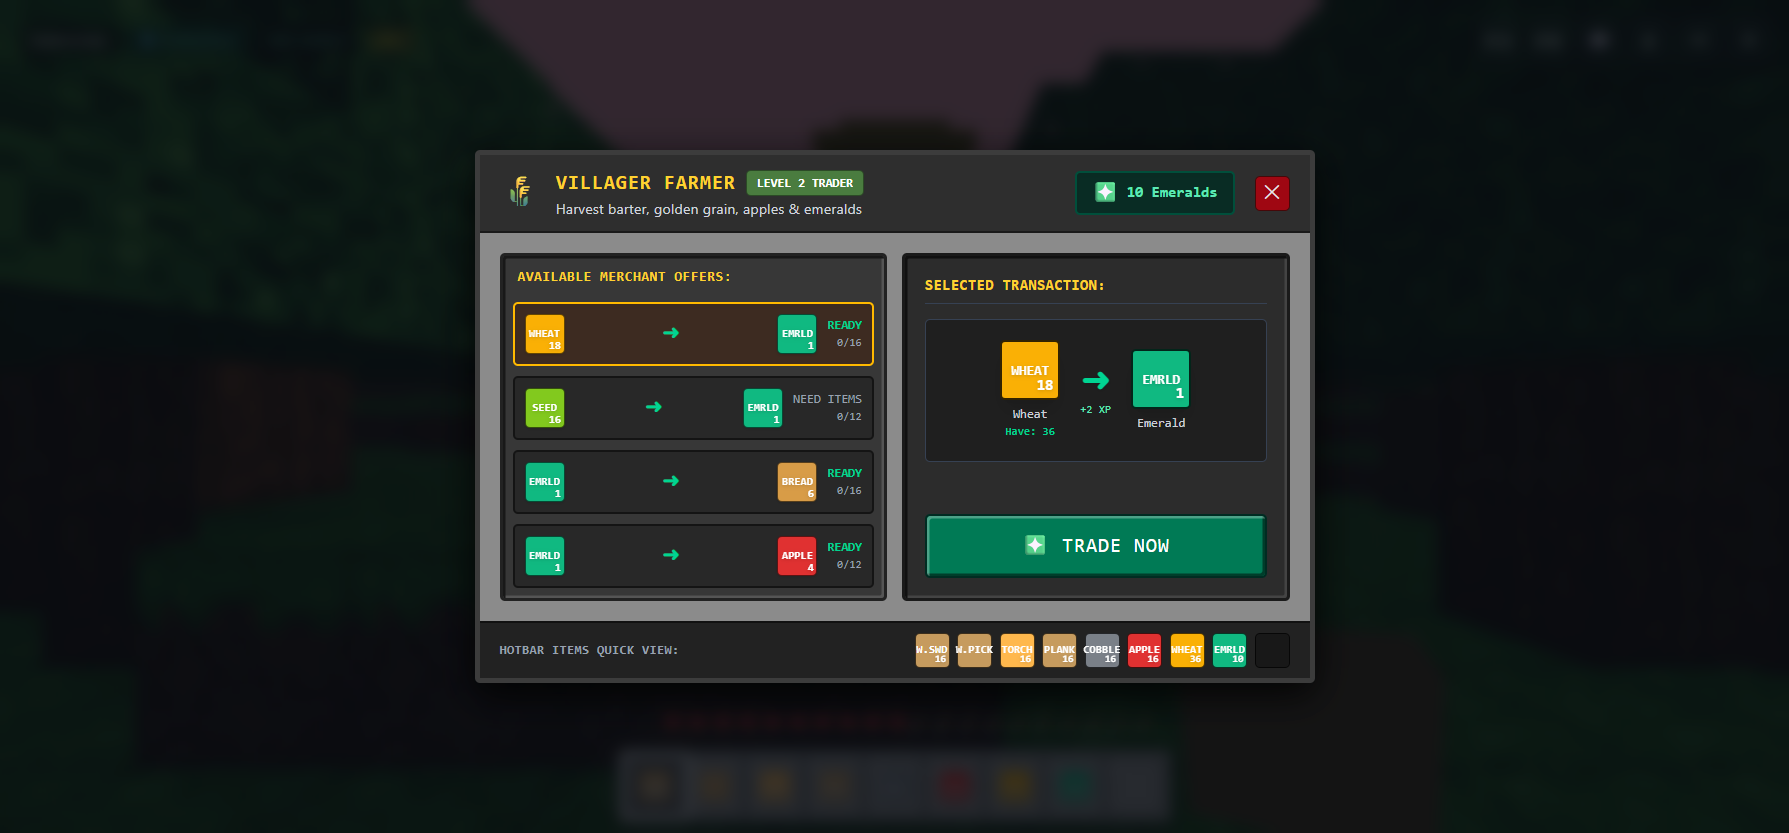 VILLAGER FARMER
LEVEL 2 TRADER
Harvest barter, golden grain, apples & emeralds
10 Emeralds
AVAILABLE MERCHANT OFFERS:
WHEAT
18
EMRLD
1
READY
0/16
SEED
16
EMRLD
1
NEED ITEMS
0/12
EMRLD
1
BREAD
6
READY
0/16
EMRLD
1
APPLE
4
READY
0/12
SELECTED TRANSACTION:
WHEAT
18
Wheat
Have: 36
+2 XP
EMRLD
1
Emerald
TRADE NOW
HOTBAR ITEMS QUICK VIEW:
W.SWD
16
W.PICK
TORCH
16
PLANK
16
COBBLE
16
APPLE
16
WHEAT
36
EMRLD
10